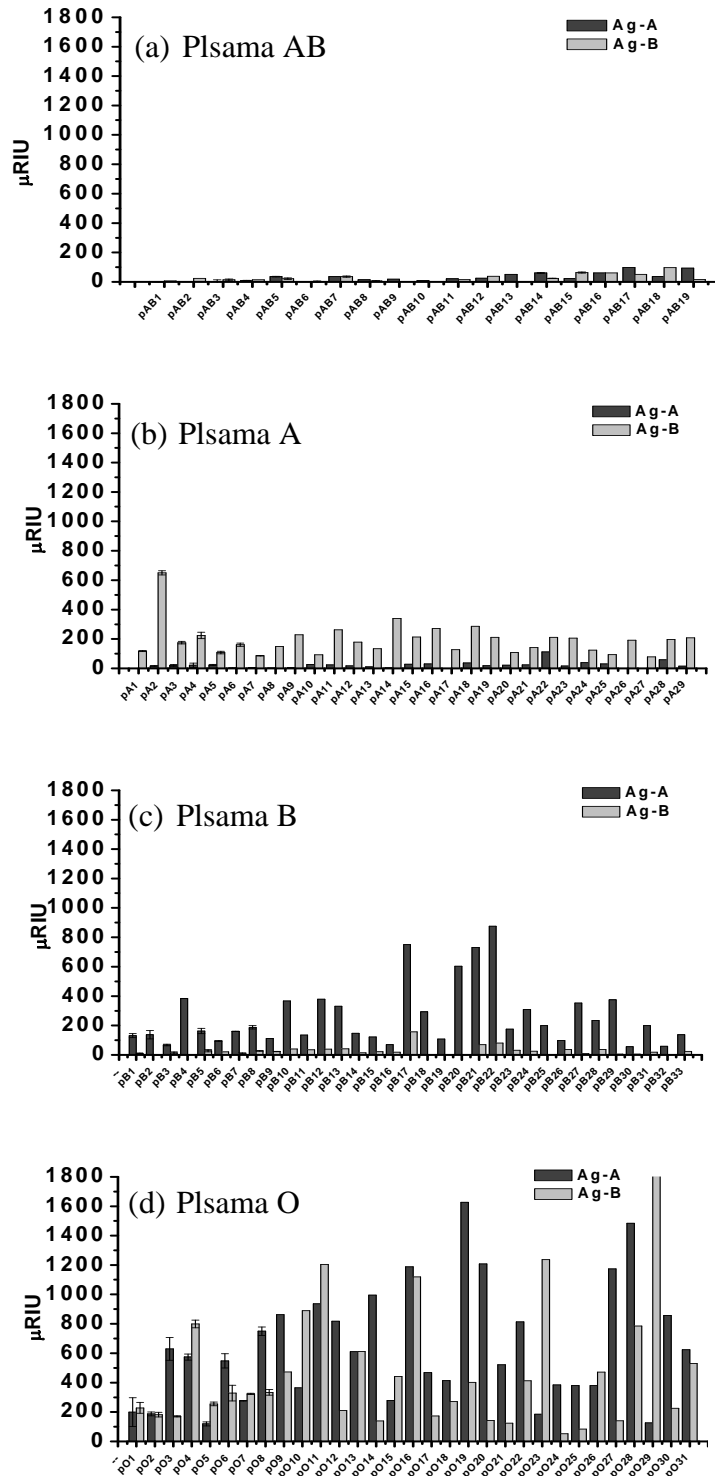 1800
1600
1400
1200
1000
800
600
400
200
0
μRIU
(a) Plsama AB
Ag-A
Ag-B
pAB1 pAB2 pAB3 pAB4 pAB5 pAB6 pAB7 pAB8 pAB9 pAB10 pAB11 pAB12 pAB13 pAB14 pAB15 pAB16 pAB17 pAB18 pAB19
1800
1600
1400
1200
1000
800
600
400
200
0
μRIU
(b) Plsama A
Ag-A
Ag-B
pA1 pA2 pA3 pA4 pA5 pA6 pA7 pA8 pA9 pA10 pA11 pA12 pA13 pA14 pA15 pA16 pA17 pA18 pA19 pA20 pA21 pA22 pA23 pA24 pA25 pA26 pA27 pA28 pA29
1800
1600
1400
1200
1000
800
600
400
200
0
μRIU
(c) Plsama B
Ag-A
Ag-B
-- pB1 pB2 pB3 pB4 pB5 pB6 pB7 pB8 pB9 pB10 pB11 pB12 pB13 pB14 pB15 pB16 pB17 pB18 pB19 pB20 pB21 pB22 pB23 pB24 pB25 pB26 pB27 pB28 pB29 pB30 pB31 pB32 pB33
1800
1600
1400
1200
1000
800
600
400
200
0
μRIU
(d) Plsama O
Ag-A
Ag-B
-- pO1 pO2 pO3 pO4 pO5 pO6 pO7 pO8 pO9 pO10 pO11 pO12 pO13 pO14 pO15 pO16 pO17 pO18 pO19 pO20 pO21 pO22 pO23 pO24 pO25 pO26 pO27 pO28 pO29 pO30 pO31